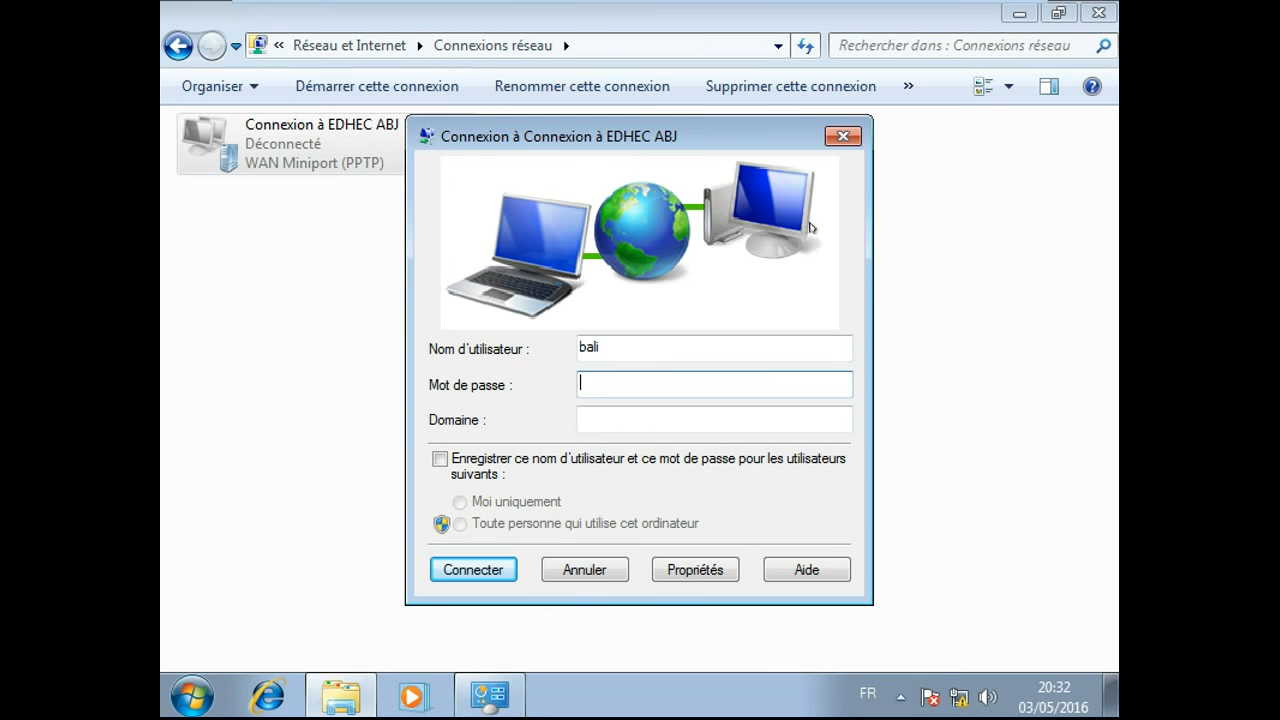 « Réseau et Internet Connexions réseau
Rechercher dans : Connexions réseau
Organiser Démarrer cette connexion Renommer cette connexion Supprimer cette connexion »
Connexion à EDHEC ABJ
Déconnecté
WAN Miniport (PPTP)
Connexion à Connexion à EDHEC ABJ
Nom d'utilisateur : bali
Mot de passe :
Domaine :
Enregistrer ce nom d'utilisateur et ce mot de passe pour les utilisateurs
suivants :
Moi uniquement
Toute personne qui utilise cet ordinateur
Connecter Annuler Propriétés Aide
FR
20:32
03/05/2016